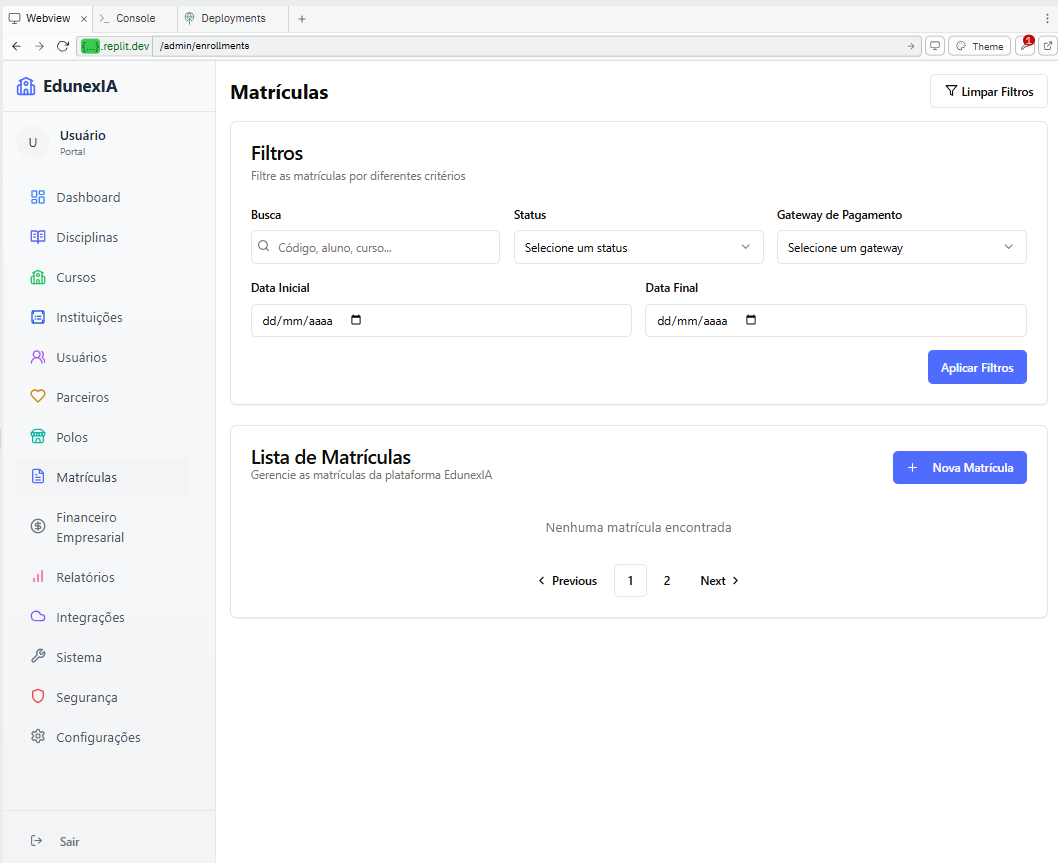 Webview
Console
Deployments
{...}.replit.dev /admin/enrollments
Theme
1
EdunexIA
U
Usuário
Portal
Dashboard
Disciplinas
Cursos
Instituições
Usuários
Parceiros
Polos
Matrículas
Financeiro
Empresarial
Relatórios
Integrações
Sistema
Segurança
Configurações
Sair
Matrículas
Limpar Filtros
Filtros
Filtre as matrículas por diferentes critérios
Busca
Status
Gateway de Pagamento
Código, aluno, curso...
Selecione um status
Selecione um gateway
Data Inicial
Data Final
dd/mm/aaaa
dd/mm/aaaa
Aplicar Filtros
Lista de Matrículas
Gerencie as matrículas da plataforma EdunexIA
+ Nova Matrícula
Nenhuma matrícula encontrada
Previous 1 2 Next